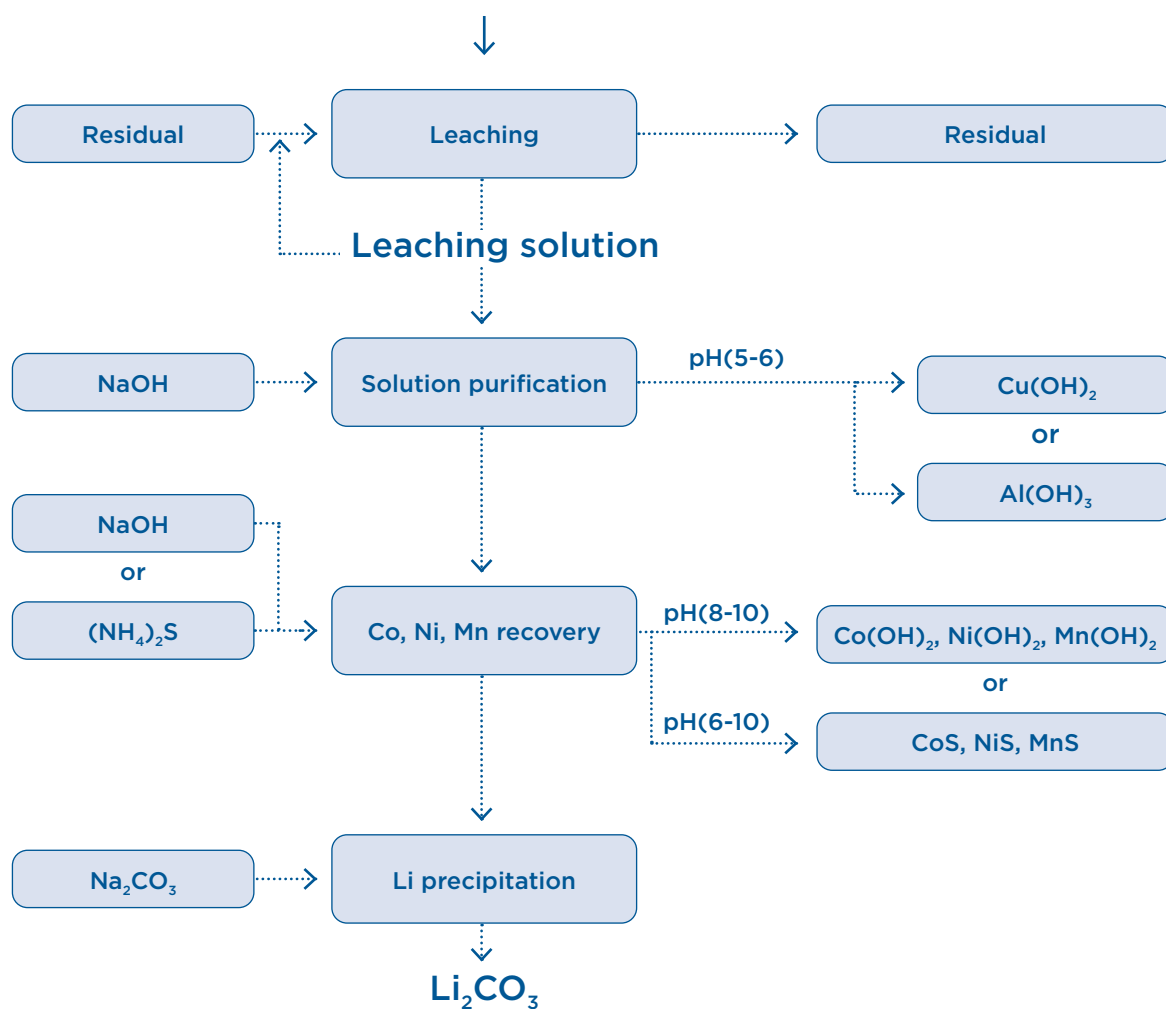 Residual
Leaching
Residual
Leaching solution
NaOH
Solution purification
pH(5-6)
Cu(OH)₂
or
Al(OH)₃
NaOH
or
(NH₄)₂S
Co, Ni, Mn recovery
pH(8-10)
Co(OH)₂, Ni(OH)₂, Mn(OH)₂
or
pH(6-10)
CoS, NiS, MnS
Na₂CO₃
Li precipitation
Li₂CO₃